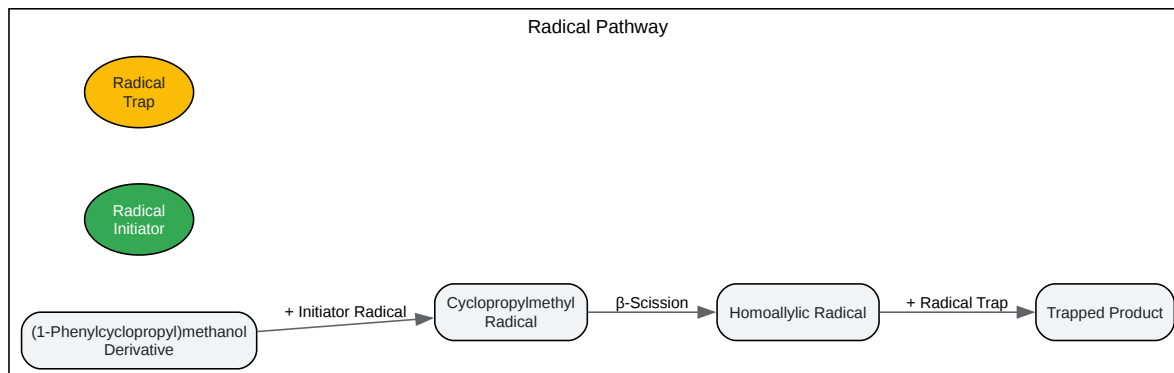 Radical Pathway
Radical
Trap
Radical
Initiator
(1-Phenylcyclopropyl)methanol
Derivative
+ Initiator Radical
Cyclopropylmethyl
Radical
β-Scission
Homoallylic Radical
+ Radical Trap
Trapped Product